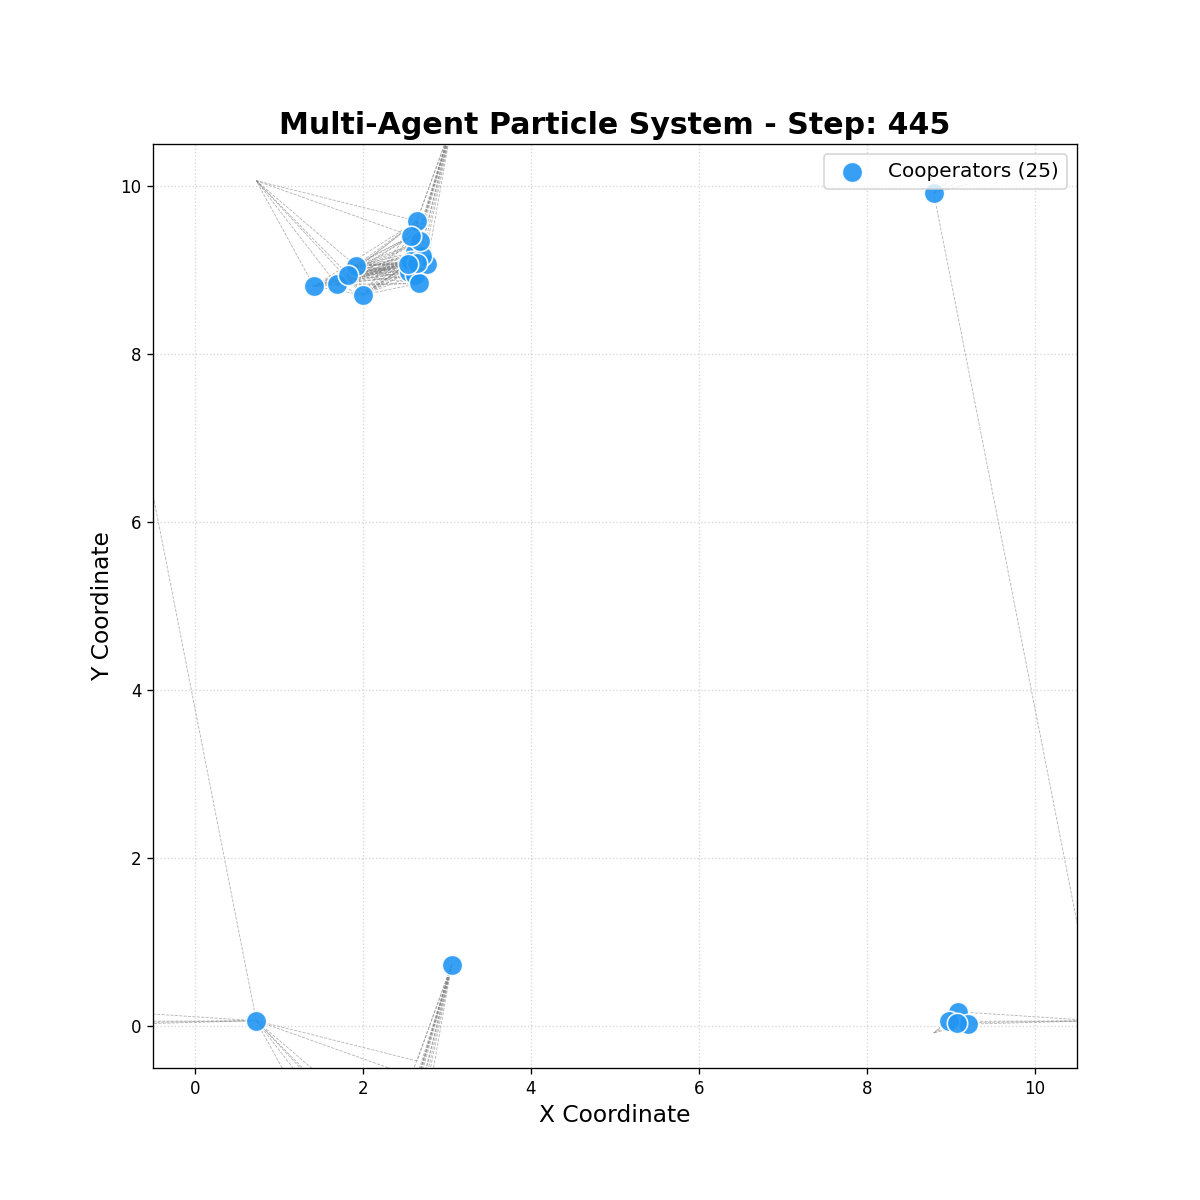 Multi-Agent Particle System - Step: 445
Cooperators (25)
10
8
6
4
2
0
Y Coordinate
0 2 4 6 8 10
X Coordinate